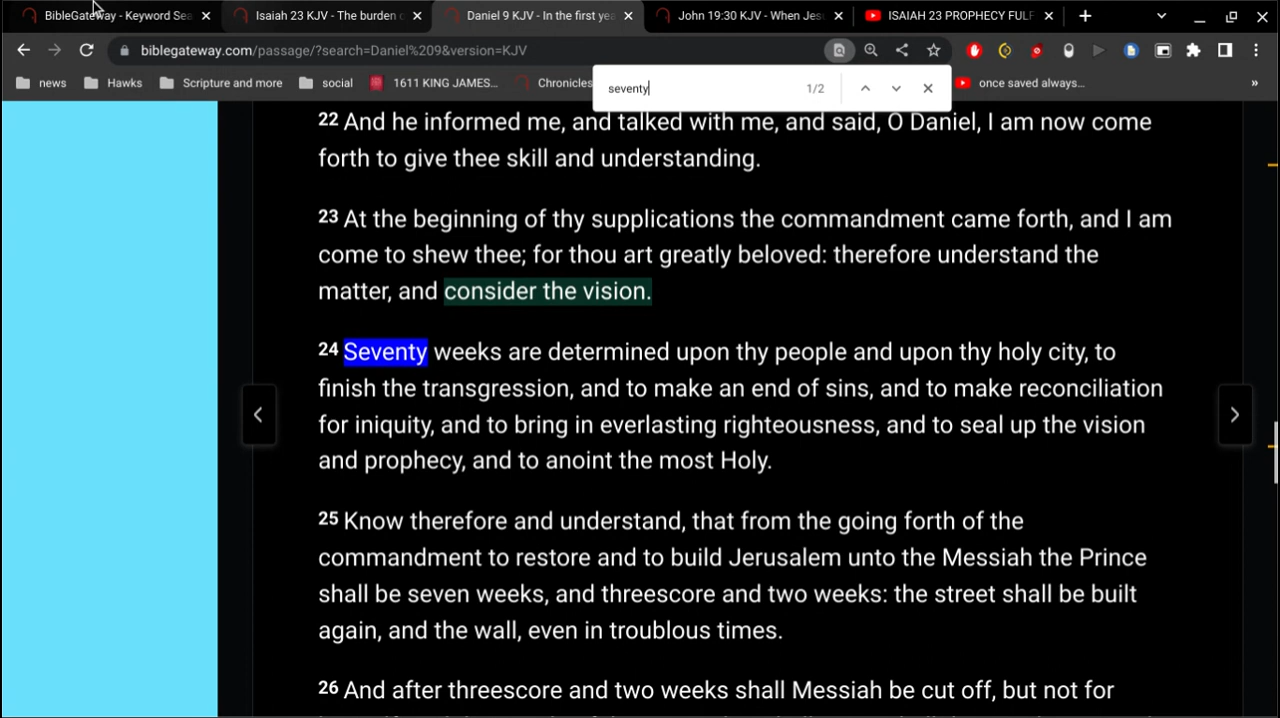 BibleGateway - Keyword Sea
Isaiah 23 KJV - The burden o
Daniel 9 KJV - In the first yea
John 19:30 KJV - When Jesu
ISAIAH 23 PROPHECY FULF
biblegateway.com/passage/?search=Daniel%209&version=KJV
news
Hawks
Scripture and more
social
1611 KING JAMES...
Chronicles
once saved always...
»
seventy
1/2
22 And he informed me, and talked with me, and said, O Daniel, I am now come
forth to give thee skill and understanding.
23 At the beginning of thy supplications the commandment came forth, and I am
come to shew thee; for thou art greatly beloved: therefore understand the
matter, and consider the vision.
24 Seventy weeks are determined upon thy people and upon thy holy city, to
finish the transgression, and to make an end of sins, and to make reconciliation
for iniquity, and to bring in everlasting righteousness, and to seal up the vision
and prophecy, and to anoint the most Holy.
25 Know therefore and understand, that from the going forth of the
commandment to restore and to build Jerusalem unto the Messiah the Prince
shall be seven weeks, and threescore and two weeks: the street shall be built
again, and the wall, even in troublous times.
26 And after threescore and two weeks shall Messiah be cut off, but not for